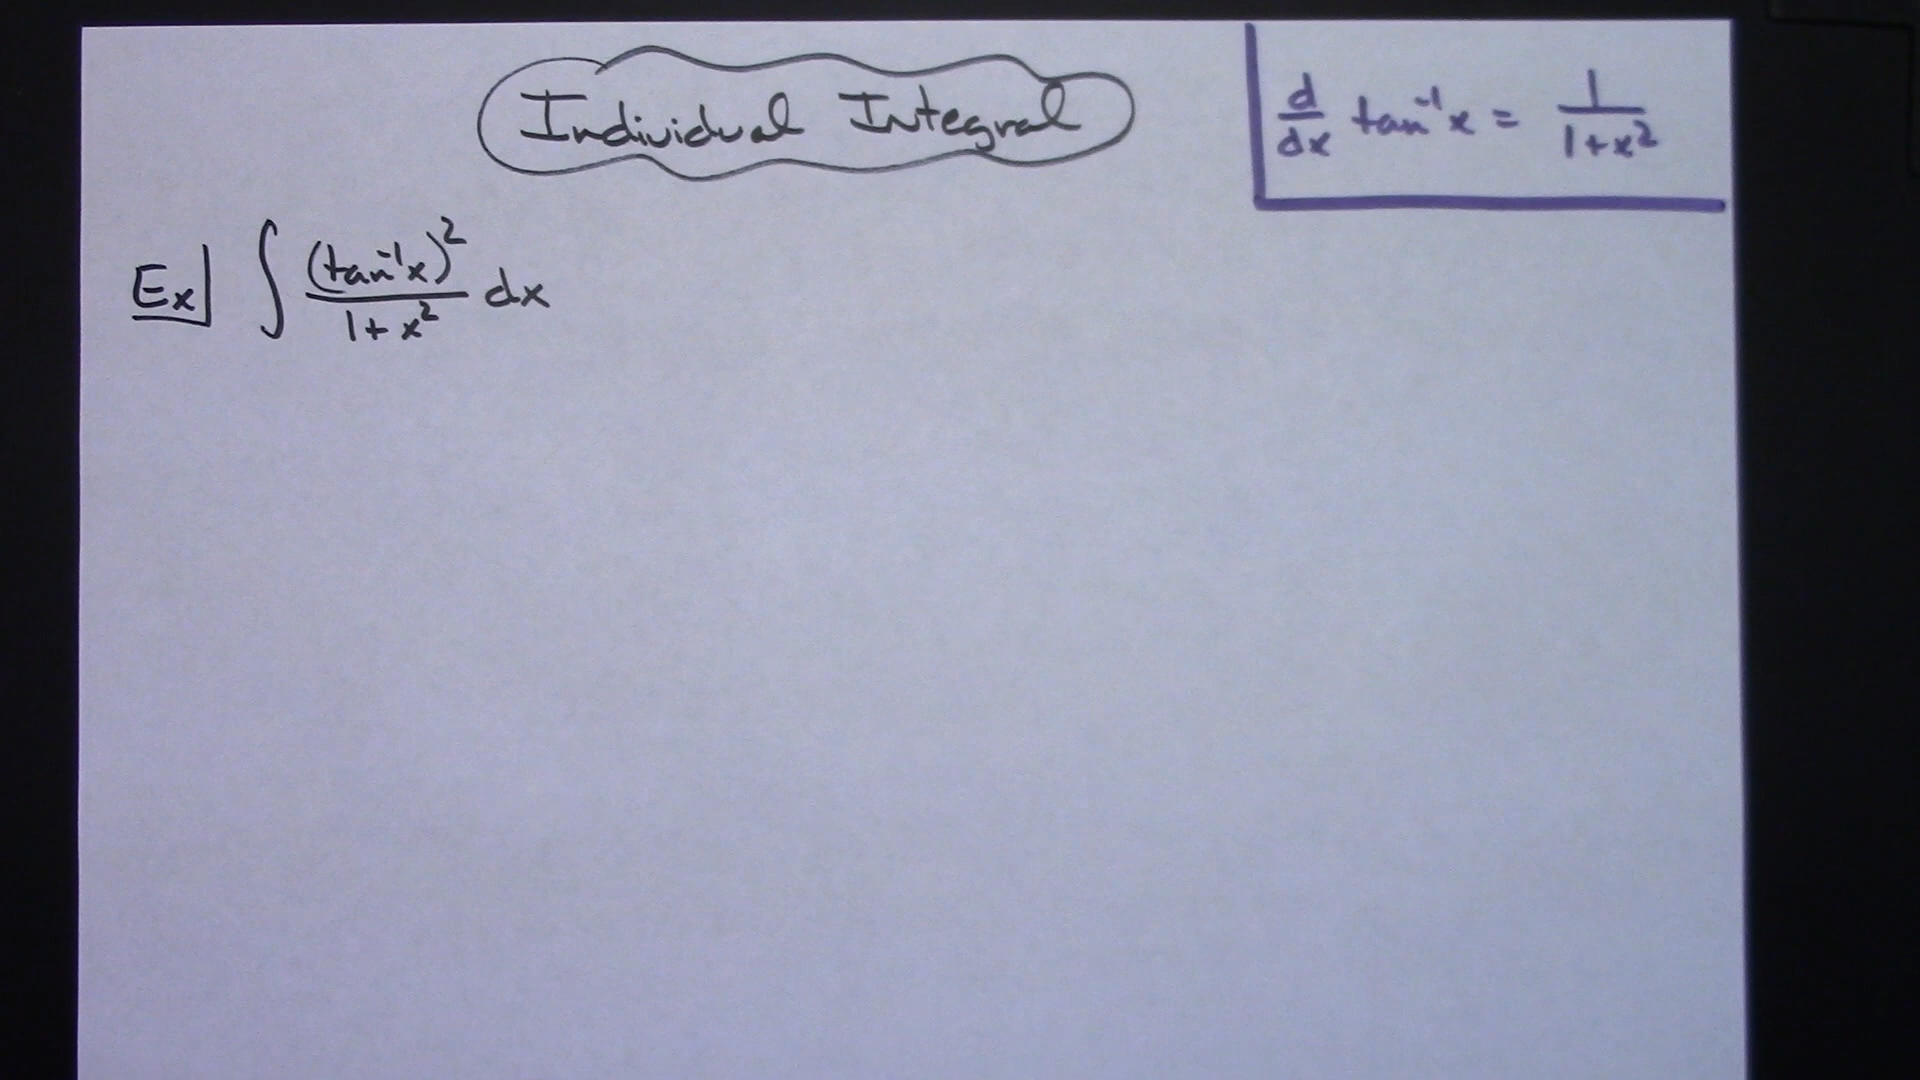 Individual Integral
d/dx tan⁻¹x = 1/(1+x²)
Ex] ∫ (tan⁻¹x)²/(1+x²) dx